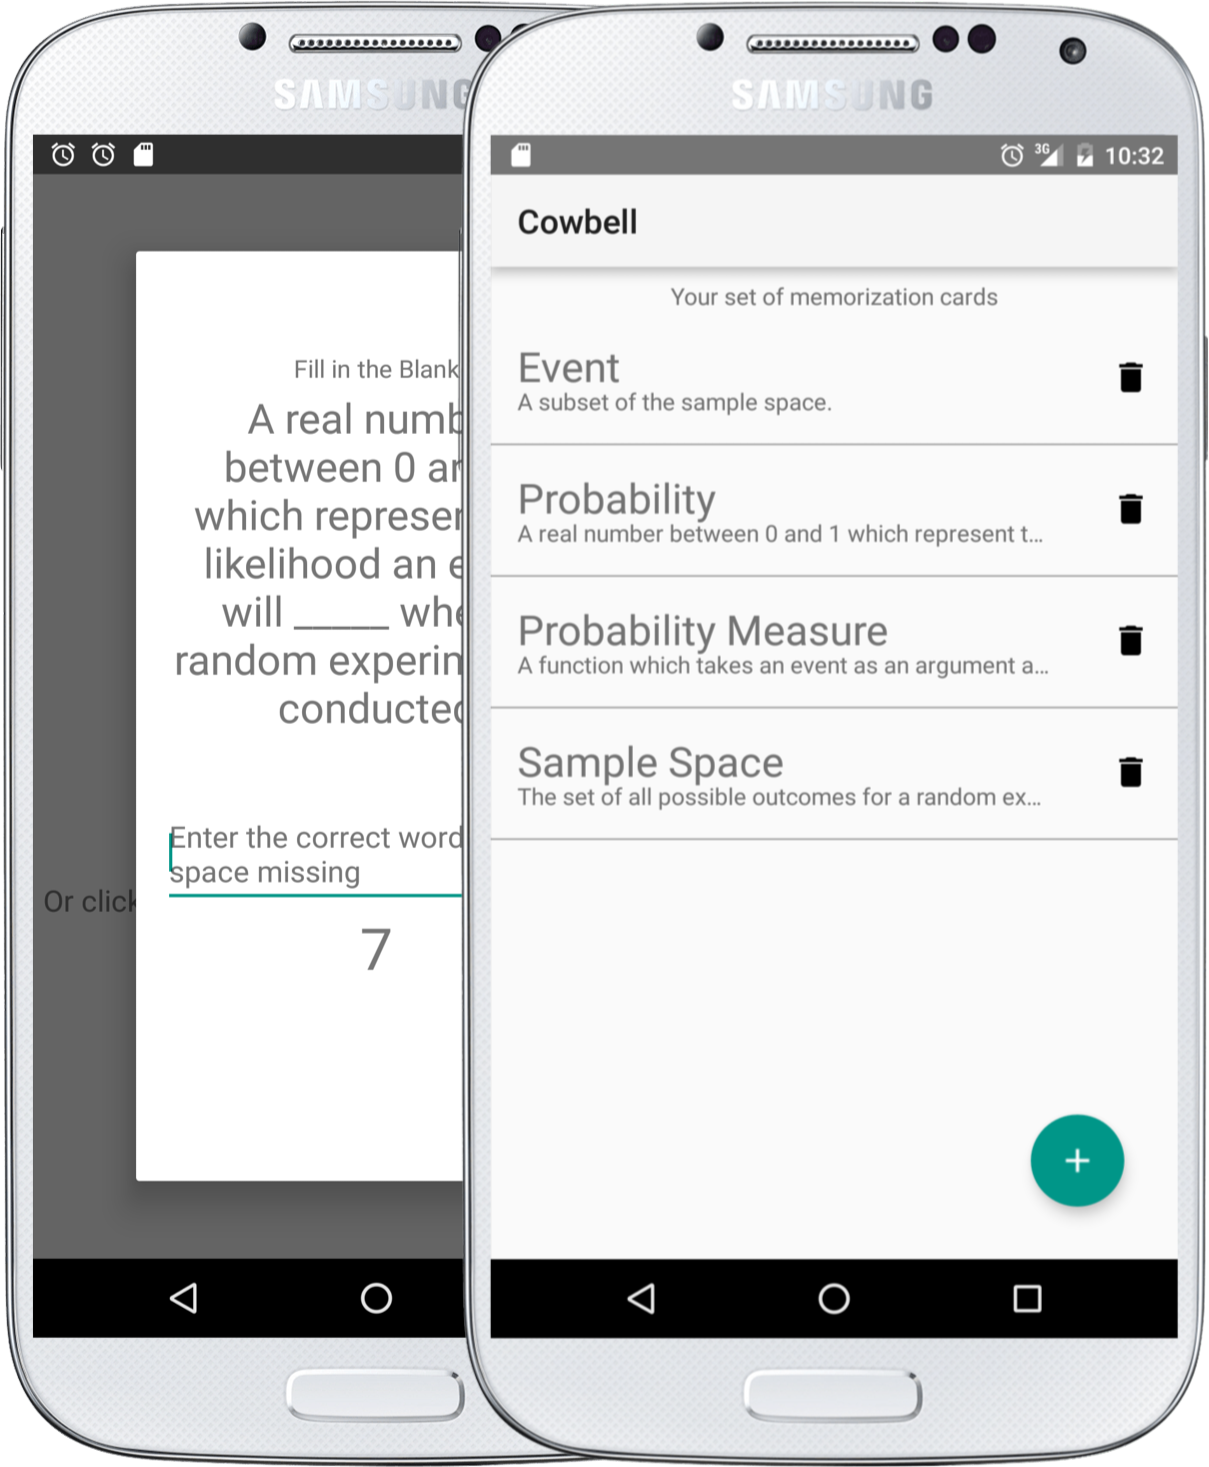 SAMSUNG
Fill in the Blank
A real numb
between 0 ar
which represer
likelihood an e
will _____ whe
random experin
conducted
Enter the correct word
space missing
Or click
7
SAMSUNG
3G 10:32
Cowbell
Your set of memorization cards
Event
A subset of the sample space.
Probability
A real number between 0 and 1 which represent t...
Probability Measure
A function which takes an event as an argument a...
Sample Space
The set of all possible outcomes for a random ex...
+